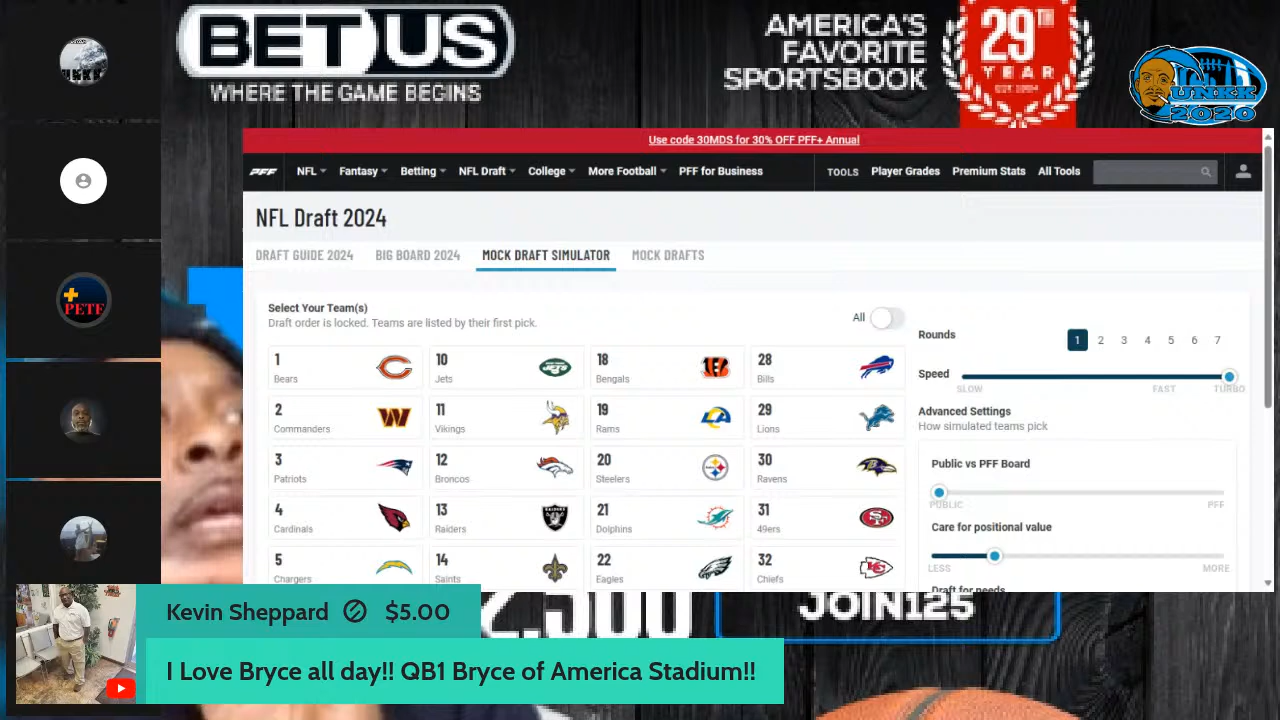 BETUS
WHERE THE GAME BEGINS
AMERICA'S
FAVORITE
SPORTSBOOK
29TH
YEAR
EST 1994
UNKK
2020
PETE
Use code 30MDS for 30% OFF PFF+ Annual
PFF NFL Fantasy Betting NFL Draft College More Football PFF for Business TOOLS Player Grades Premium Stats All Tools
NFL Draft 2024
DRAFT GUIDE 2024 BIG BOARD 2024 MOCK DRAFT SIMULATOR MOCK DRAFTS
Select Your Team(s)
Draft order is locked. Teams are listed by their first pick.
All
1 10 18 28
Bears Jets Bengals Bills
2 11 19 29
Commanders Vikings Rams Lions
3 12 20 30
Patriots Broncos Steelers Ravens
4 13 21 31
Cardinals Raiders Dolphins 49ers
5 14 22 32
Chargers Saints Eagles Chiefs
Rounds 1 2 3 4 5 6 7
Speed
SLOW FAST TURBO
Advanced Settings
How simulated teams pick
Public vs PFF Board
PUBLIC PFF
Care for positional value
LESS MORE
Draft for needs
2,500
JOIN125
Kevin Sheppard $5.00
I Love Bryce all day!! QB1 Bryce of America Stadium!!